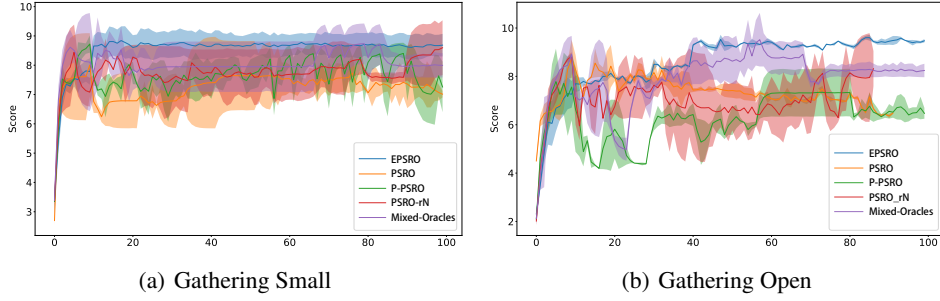 10
9
8
7
6
5
4
3
Score
0
20
40
60
80
100
EPSRO
PSRO
P-PSRO
PSRO-rN
Mixed-Oracles
(a) Gathering Small
10
8
6
4
2
Score
0
20
40
60
80
100
EPSRO
PSRO
P-PSRO
PSRO_rN
Mixed-Oracles
(b) Gathering Open